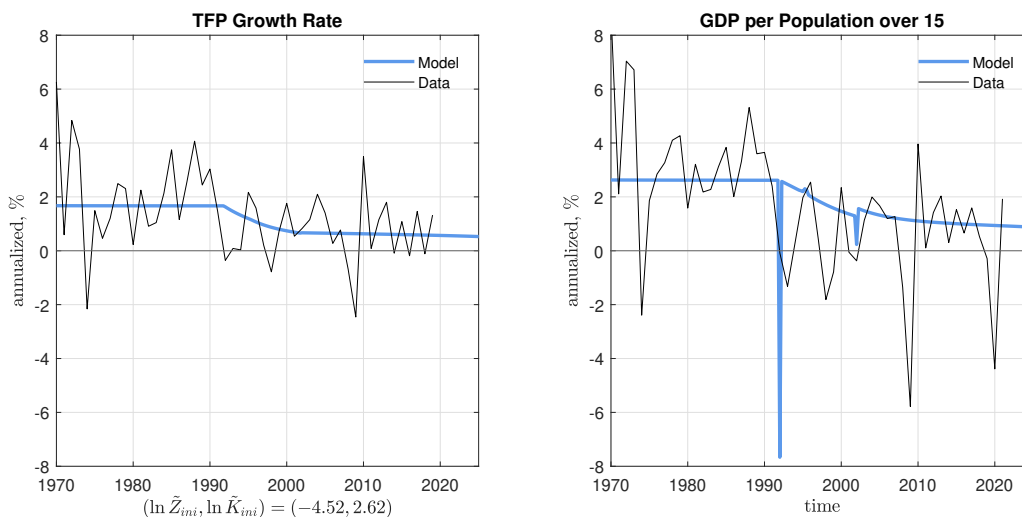 TFP Growth Rate
8
6
4
2
0
-2
-4
-6
-8
annualized, %
Model
Data
1970 1980 1990 2000 2010 2020
(ln Z̃ini, ln K̃ini) = (−4.52, 2.62)
GDP per Population over 15
8
6
4
2
0
-2
-4
-6
-8
annualized, %
Model
Data
1970 1980 1990 2000 2010 2020
time